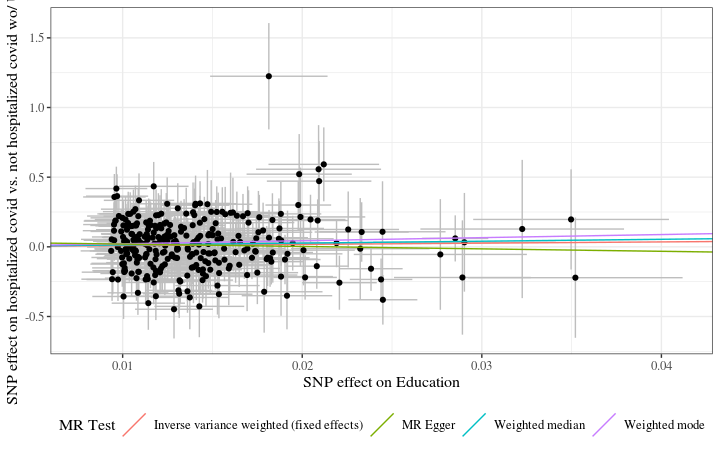 SNP effect on hospitalized covid vs. not hospitalized covid wo/
1.5
1.0
0.5
0.0
-0.5
0.01
0.02
0.03
0.04
SNP effect on Education
MR Test
Inverse variance weighted (fixed effects)
MR Egger
Weighted median
Weighted mode